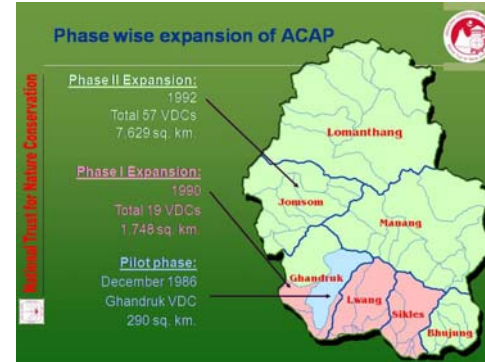 Phase wise expansion of ACAP
National Trust for Nature Conservation
Phase II Expansion:
1992
Total 57 VDCs
7,629 sq. km.
Phase I Expansion:
1990
Total 19 VDCs
1,748 sq. km.
Pilot phase:
December 1986
Ghandruk VDC
290 sq. km.
Lomanthang
Jomsom
Manang
Ghandruk
Lwang
Sikles
Bhujung